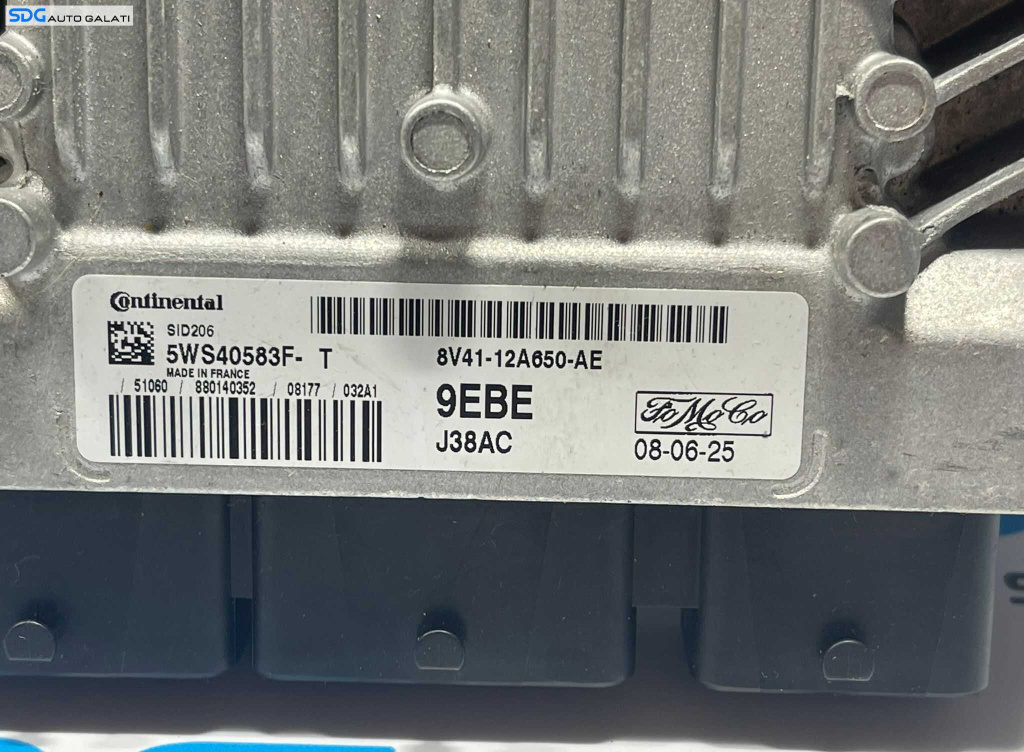 SDG AUTO GALATI
Continental
SID206
5WS40583F- T
MADE IN FRANCE
/ 51060 / 880140352 / 08177 / 032A1
8V41-12A650-AE
9EBE
J38AC
FoMoCo
08-06-25